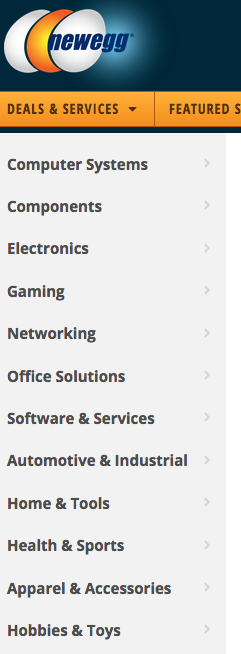 newegg
DEALS & SERVICES FEATURED S
Computer Systems
Components
Electronics
Gaming
Networking
Office Solutions
Software & Services
Automotive & Industrial
Home & Tools
Health & Sports
Apparel & Accessories
Hobbies & Toys